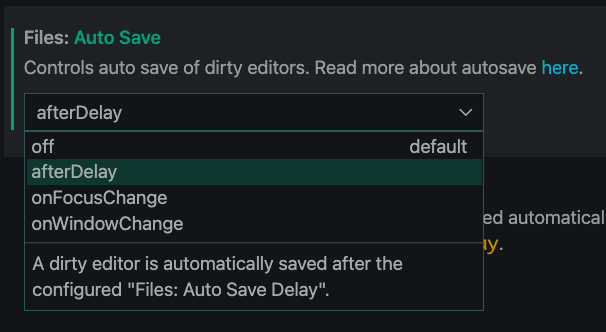 Files: Auto Save
Controls auto save of dirty editors. Read more about autosave here.
afterDelay
off default
afterDelay
onFocusChange
onWindowChange
A dirty editor is automatically saved after the
configured "Files: Auto Save Delay".